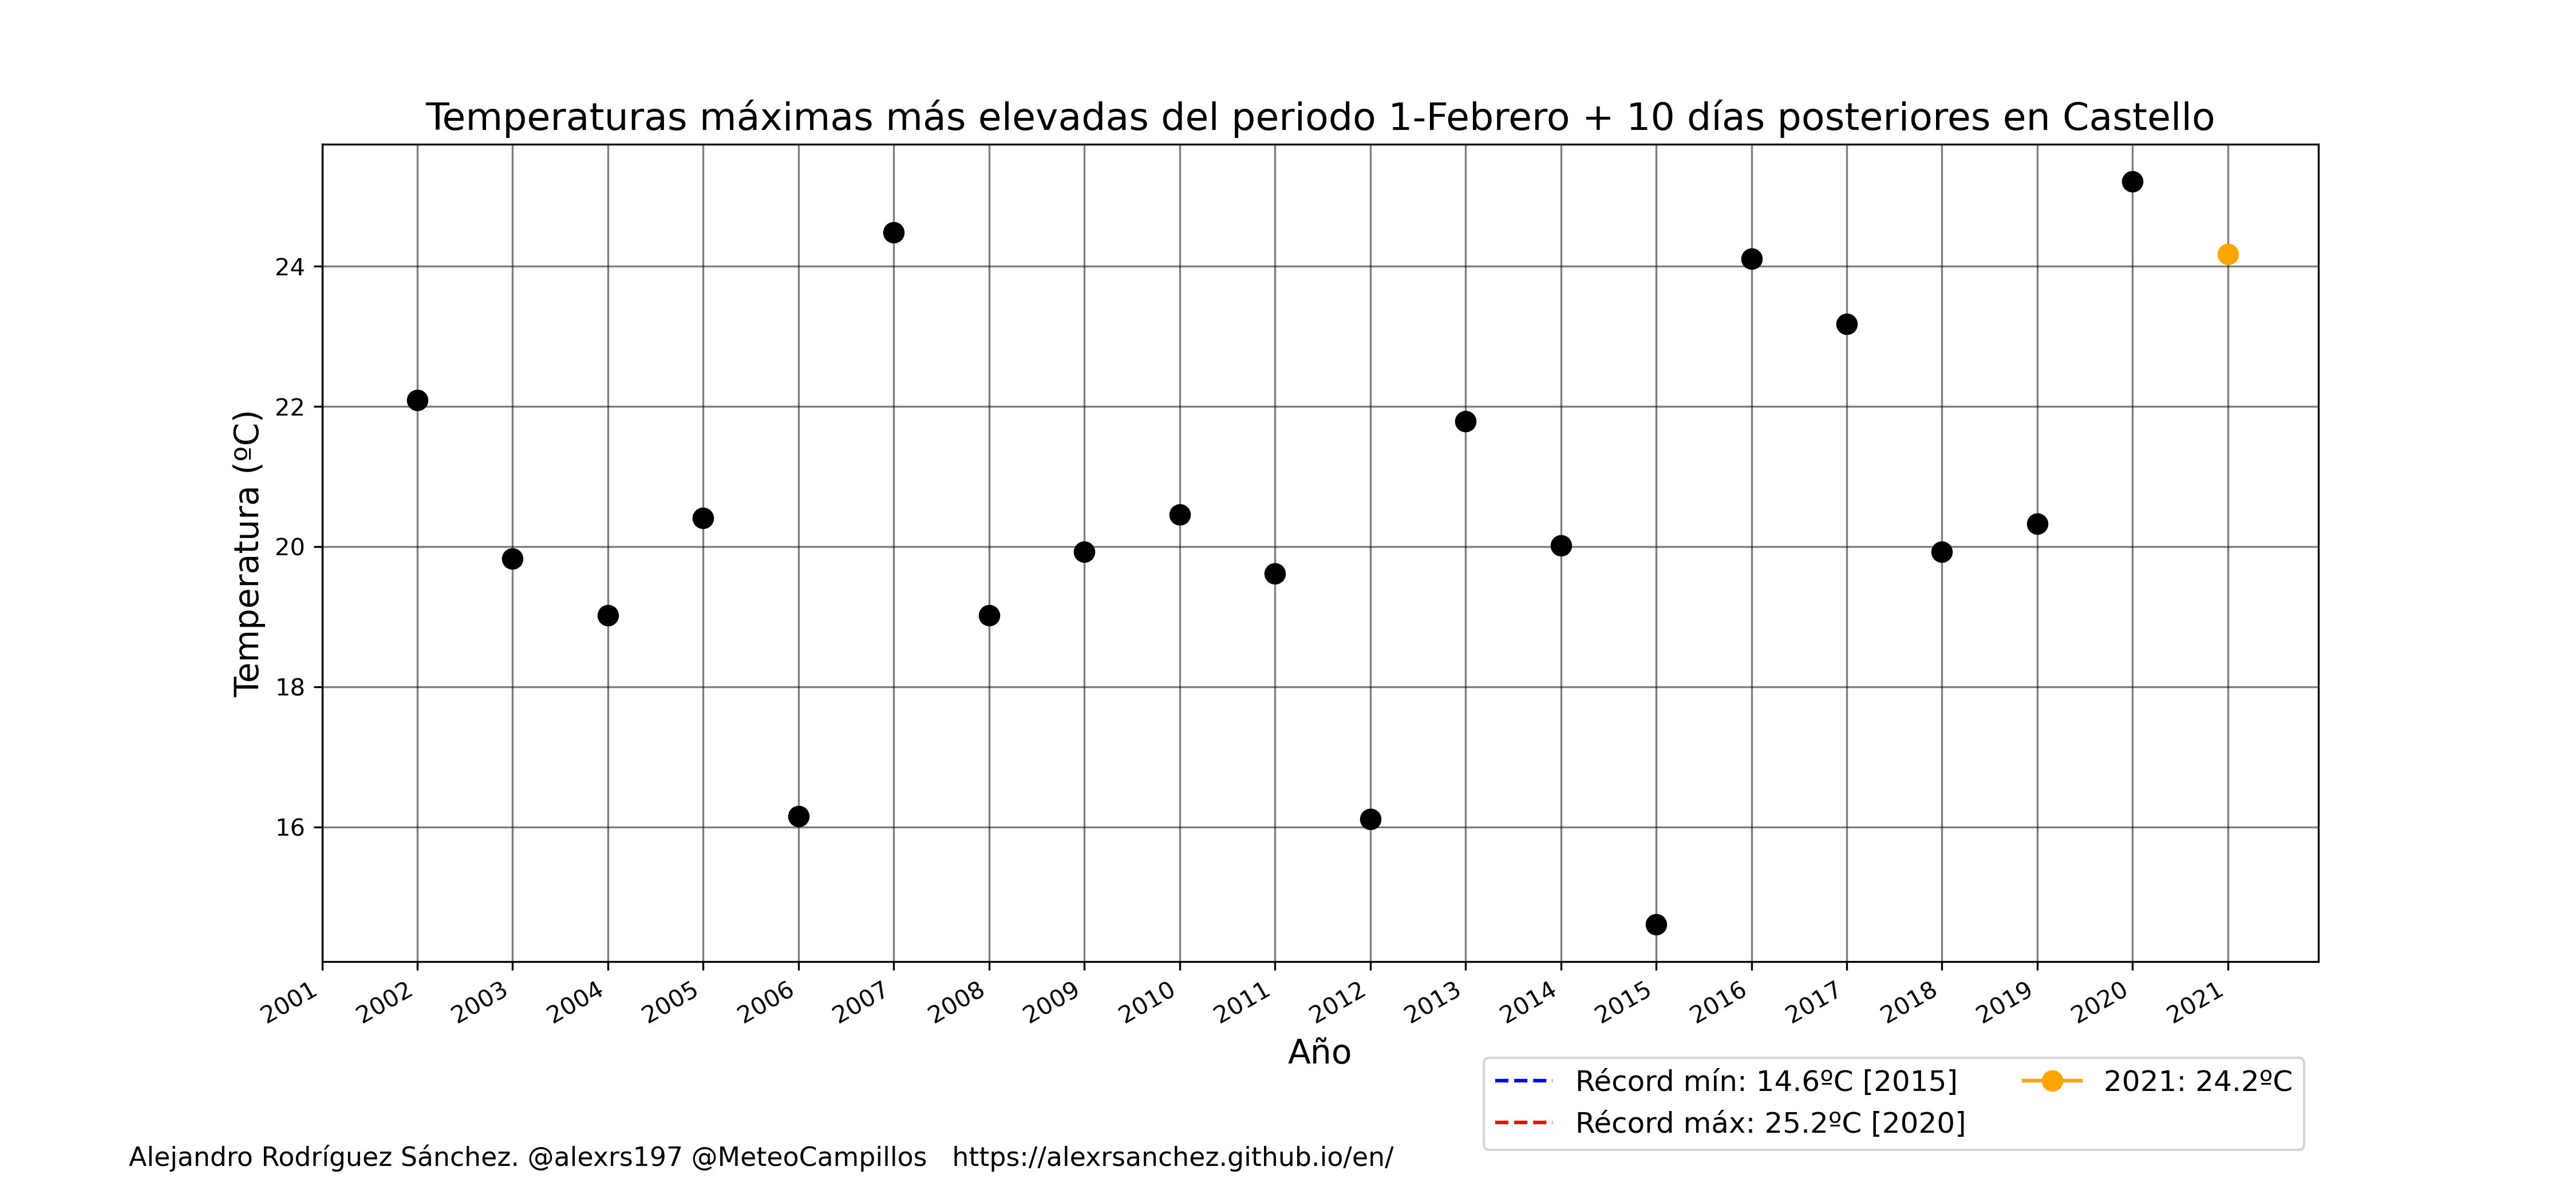 Temperaturas máximas más elevadas del periodo 1-Febrero + 10 días posteriores en Castello
Temperatura (ºC)
24
22
20
18
16
2001 2002 2003 2004 2005 2006 2007 2008 2009 2010 2011 2012 2013 2014 2015 2016 2017 2018 2019 2020 2021
Año
Récord mín: 14.6ºC [2015]
Récord máx: 25.2ºC [2020]
2021: 24.2ºC
Alejandro Rodríguez Sánchez. @alexrs197 @MeteoCampillos https://alexrsanchez.github.io/en/